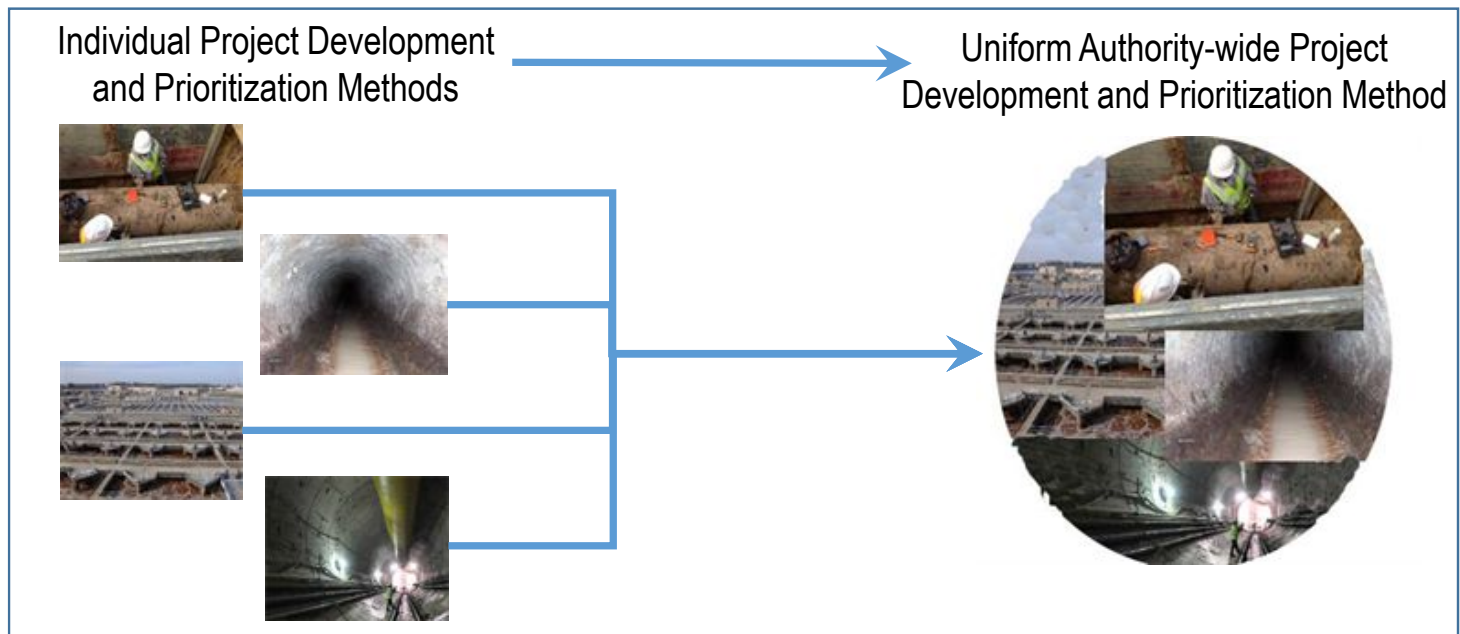 Individual Project Development
and Prioritization Methods
Uniform Authority-wide Project
Development and Prioritization Method